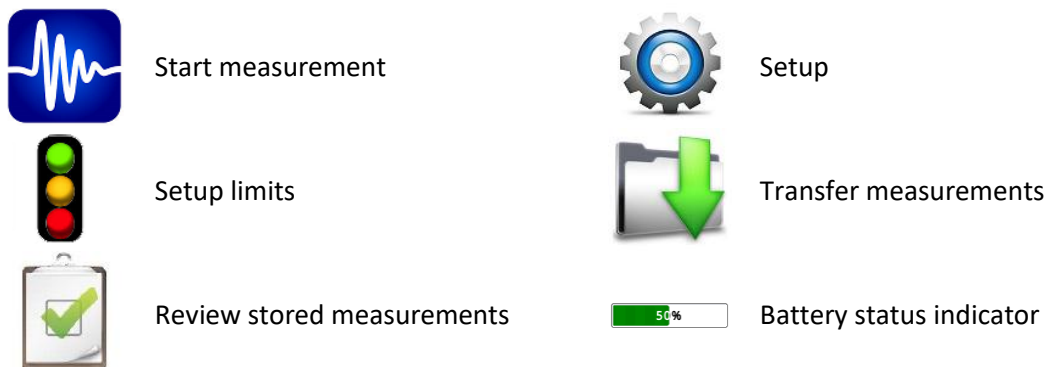 Start measurement
Setup
Setup limits
Transfer measurements
Review stored measurements
50%
Battery status indicator